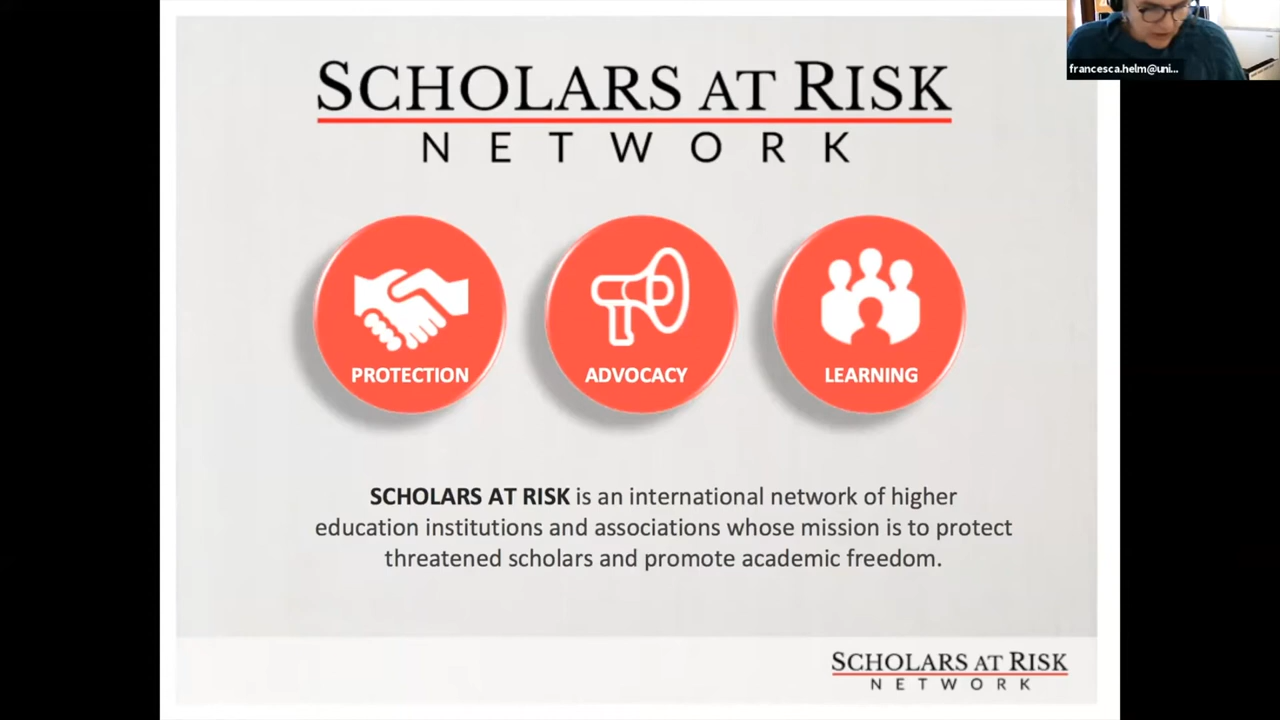 francesca.helm@uni...
SCHOLARS AT RISK
NETWORK
PROTECTION
ADVOCACY
LEARNING
SCHOLARS AT RISK is an international network of higher
education institutions and associations whose mission is to protect
threatened scholars and promote academic freedom.
SCHOLARS AT RISK
NETWORK